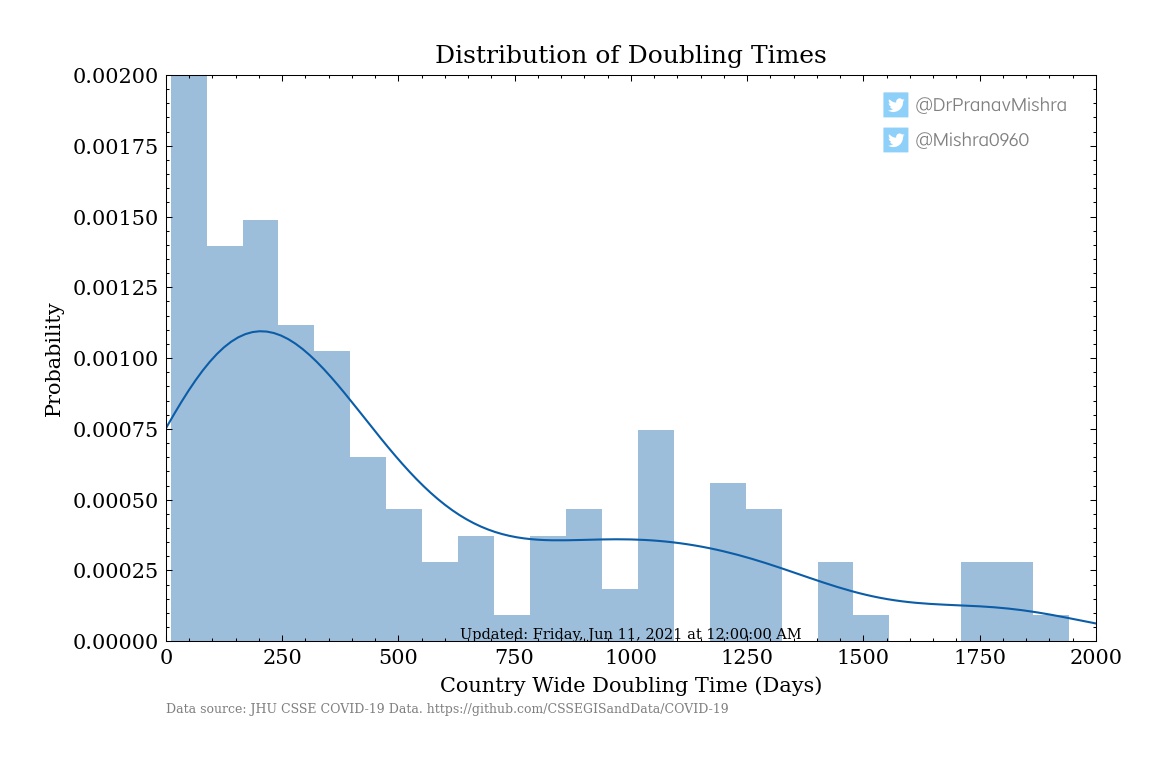 Distribution of Doubling Times
@DrPranavMishra
@Mishra0960
0.00200
0.00175
0.00150
0.00125
0.00100
0.00075
0.00050
0.00025
0.00000
Probability
Updated: Friday, Jun 11, 2021 at 12:00:00 AM
0 250 500 750 1000 1250 1500 1750 2000
Country Wide Doubling Time (Days)
Data source: JHU CSSE COVID-19 Data. https://github.com/CSSEGISandData/COVID-19